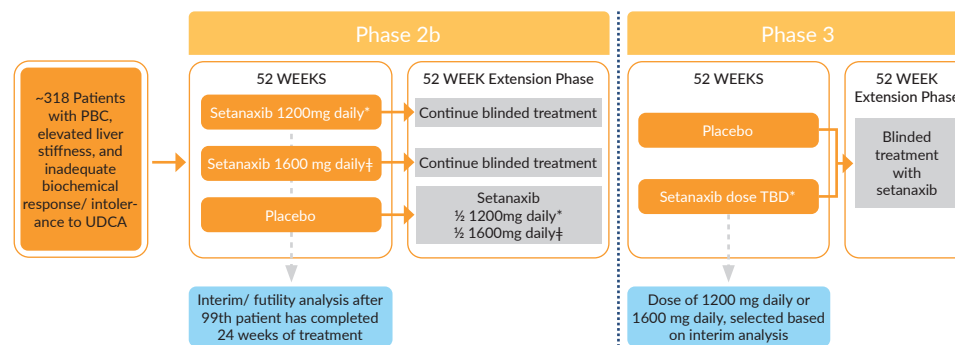 Phase 2b
Phase 3
~318 Patients
with PBC,
elevated liver
stiffness, and
inadequate
biochemical
response/ intoler-
ance to UDCA
52 WEEKS
Setanaxib 1200mg daily*
Setanaxib 1600 mg daily‡
Placebo
52 WEEK Extension Phase
Continue blinded treatment
Continue blinded treatment
Setanaxib
½ 1200mg daily*
½ 1600mg daily‡
Interim/ futility analysis after
99th patient has completed
24 weeks of treatment
52 WEEKS
Placebo
Setanaxib dose TBD*
52 WEEK
Extension Phase
Blinded
treatment
with
setanaxib
Dose of 1200 mg daily or
1600 mg daily, selected based
on interim analysis